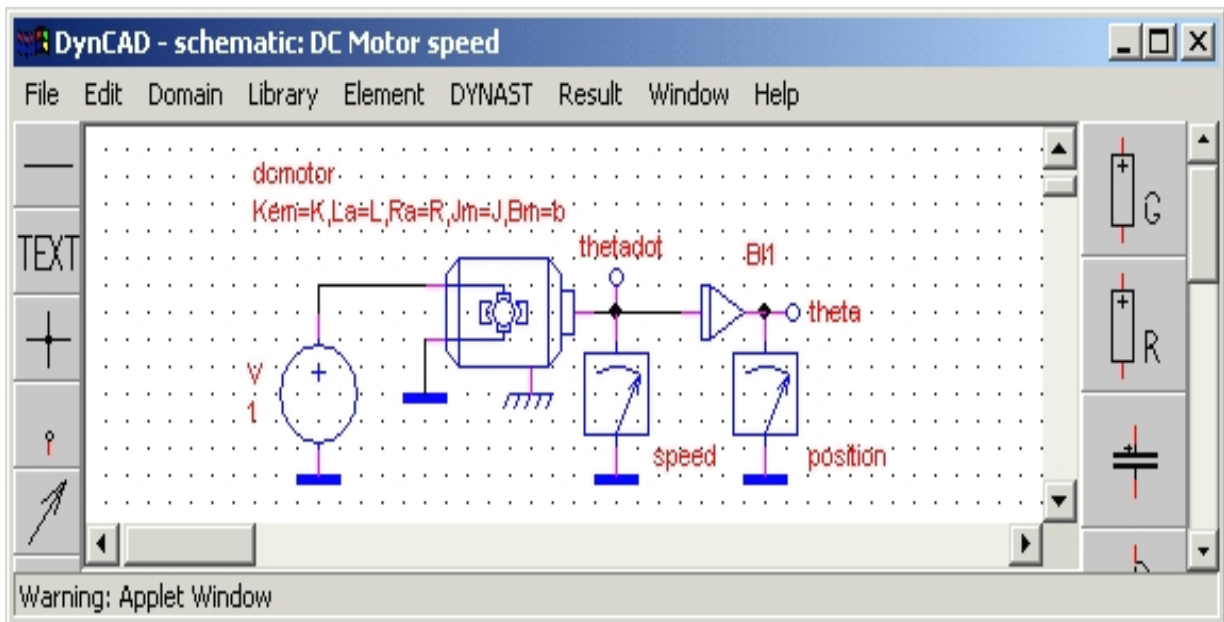 DynCAD - schematic: DC Motor speed
File Edit Domain Library Element DYNAST Result Window Help
dcmotor
Kem=K,La=L,Ra=R,Jm=J,Bm=b
TEXT
thetadot
BI1
theta
V
1
speed
position
G
R
Warning: Applet Window